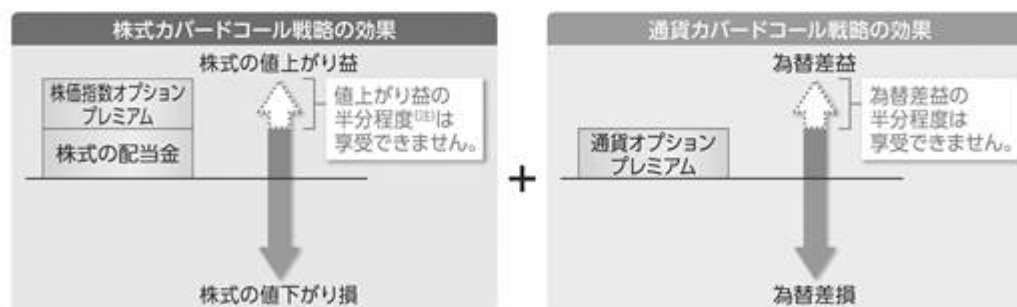 株式カバードコール戦略の効果
株式の値上がり益
株価指数オプション
プレミアム
株式の配当金
値上がり益の
半分程度(注)は
享受できません。
株式の値下がり損
+
通貨カバードコール戦略の効果
為替差益
通貨オプション
プレミアム
為替差益の
半分程度は
享受できません。
為替差損